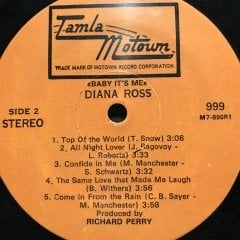 Tamla
Motown
TRADE MARK OF MOTOWN RECORD CORPORATION
«BABY IT'S ME»
DIANA ROSS
SIDE 2
STEREO
999
M7-890R1
1. Top Of the World (T. Snow) 3:06
2. All Night Lover (J. Ragovoy -
L. Roberts) 3:33
3. Confide in Me (M. Manchester -
S. Schwartz) 3:23
4. The Same Love that Made Me Laugh
(B. Withers) 3:56
5. Come in From the Rain (C. B. Sayer -
M. Manchester) 3:58
Produced by
RICHARD PERRY